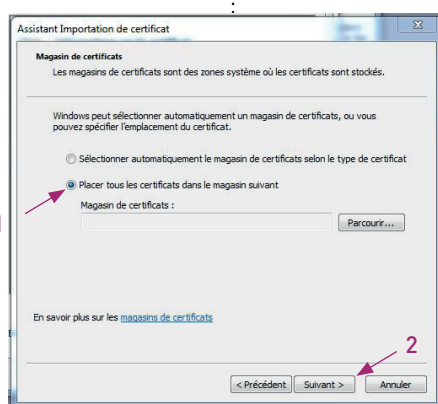 :
Assistant Importation de certificat
Magasin de certificats
Les magasins de certificats sont des zones système où les certificats sont stockés.
Windows peut sélectionner automatiquement un magasin de certificats, ou vous
pouvez spécifier l'emplacement du certificat.
Sélectionner automatiquement le magasin de certificats selon le type de certificat
Placer tous les certificats dans le magasin suivant
Magasin de certificats :
Parcourir...
En savoir plus sur les magasins de certificats
2
< Précédent Suivant > Annuler